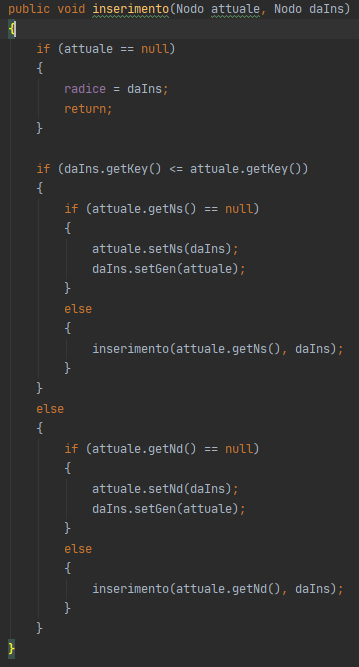 public void inserimento(Nodo attuale, Nodo daIns)
{
    if (attuale == null)
    {
        radice = daIns;
        return;
    }
    if (daIns.getKey() <= attuale.getKey())
    {
        if (attuale.getNs() == null)
        {
            attuale.setNs(daIns);
            daIns.setGen(attuale);
        }
        else
        {
            inserimento(attuale.getNs(), daIns);
        }
    }
    else
    {
        if (attuale.getNd() == null)
        {
            attuale.setNd(daIns);
            daIns.setGen(attuale);
        }
        else
        {
            inserimento(attuale.getNd(), daIns);
        }
    }
}